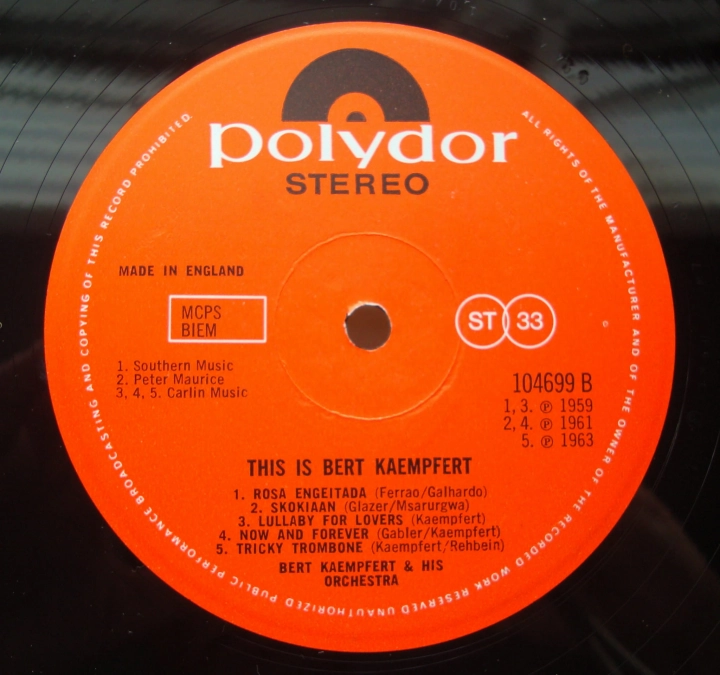 polydor
STEREO
MADE IN ENGLAND
MCPS
BIEM
ST 33
1. Southern Music
2. Peter Maurice
3, 4, 5. Carlin Music
104699 B
1, 3. ℗ 1959
2, 4. ℗ 1961
5. ℗ 1963
THIS IS BERT KAEMPFERT
1. ROSA ENGEITADA (Ferrao/Galhardo)
2. SKOKIAAN (Glazer/Msarurgwa)
3. LULLABY FOR LOVERS (Kaempfert)
4. NOW AND FOREVER (Gabler/Kaempfert)
5. TRICKY TROMBONE (Kaempfert/Rehbein)
BERT KAEMPFERT & HIS
ORCHESTRA
ALL RIGHTS OF THE MANUFACTURER AND OF THE OWNER OF THE RECORDED WORK RESERVED UNAUTHORIZED PUBLIC PERFORMANCE BROADCASTING AND COPYING OF THIS RECORD PROHIBITED.